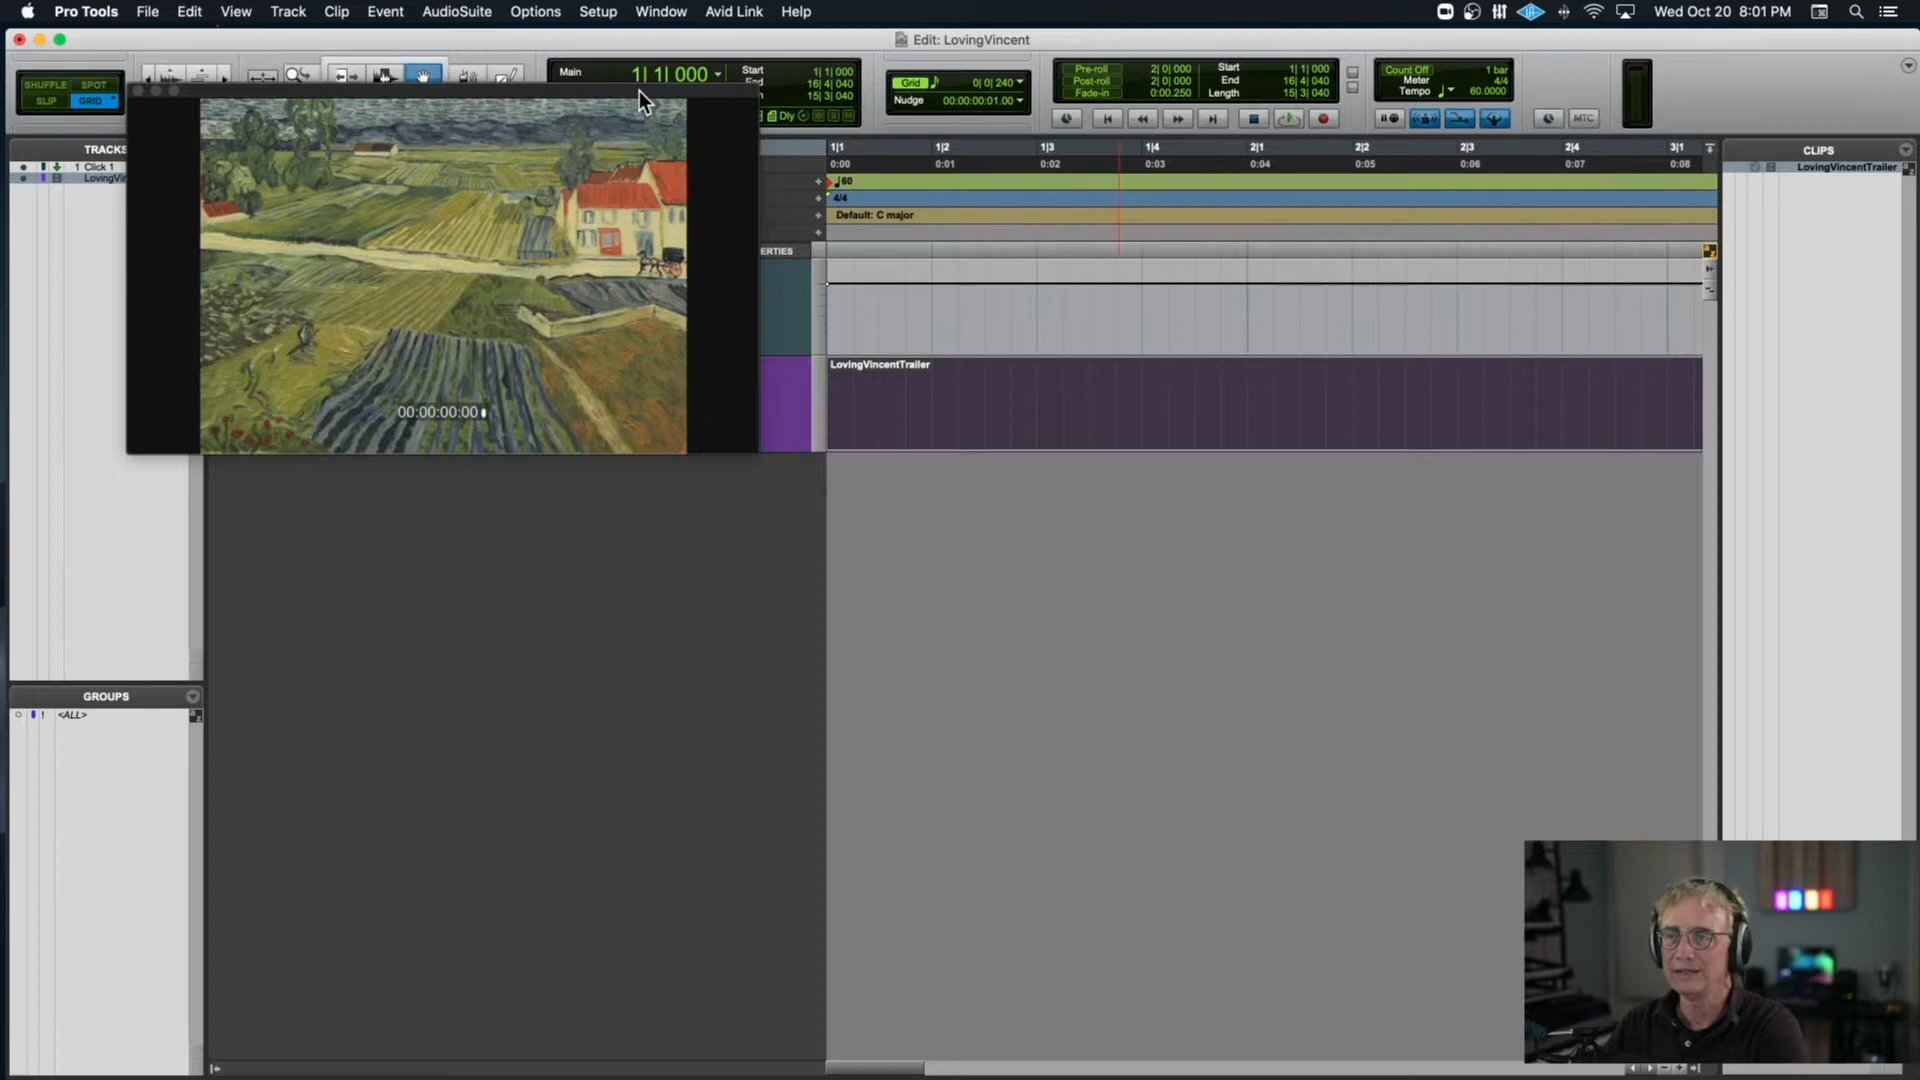 Pro Tools File Edit View Track Clip Event AudioSuite Options Setup Window Avid Link Help Wed Oct 20 8:01 PM
Edit: LovingVincent
SHUFFLE SPOT
SLIP GRID
Main 1| 1| 000
Start 1| 1| 000
End 16| 4| 040
15| 3| 040
Dly
Grid 0| 0| 240
Nudge 00:00:00:01.00
Pre-roll 2| 0| 000
Post-roll 2| 0| 000
Fade-in 0:00.250
Start 1| 1| 000
End 16| 4| 040
Length 15| 3| 040
Count Off 1 bar
Meter 4/4
Tempo 60.0000
MTC
TRACKS
1 Click 1
LovingVin
00:00:00:00
1|1 1|2 1|3 1|4 2|1 2|2 2|3 2|4 3|1
0:00 0:01 0:02 0:03 0:04 0:05 0:06 0:07 0:08
60
4/4
Default: C major
ERTIES
LovingVincentTrailer
CLIPS
LovingVincentTrailer
GROUPS
! <ALL>